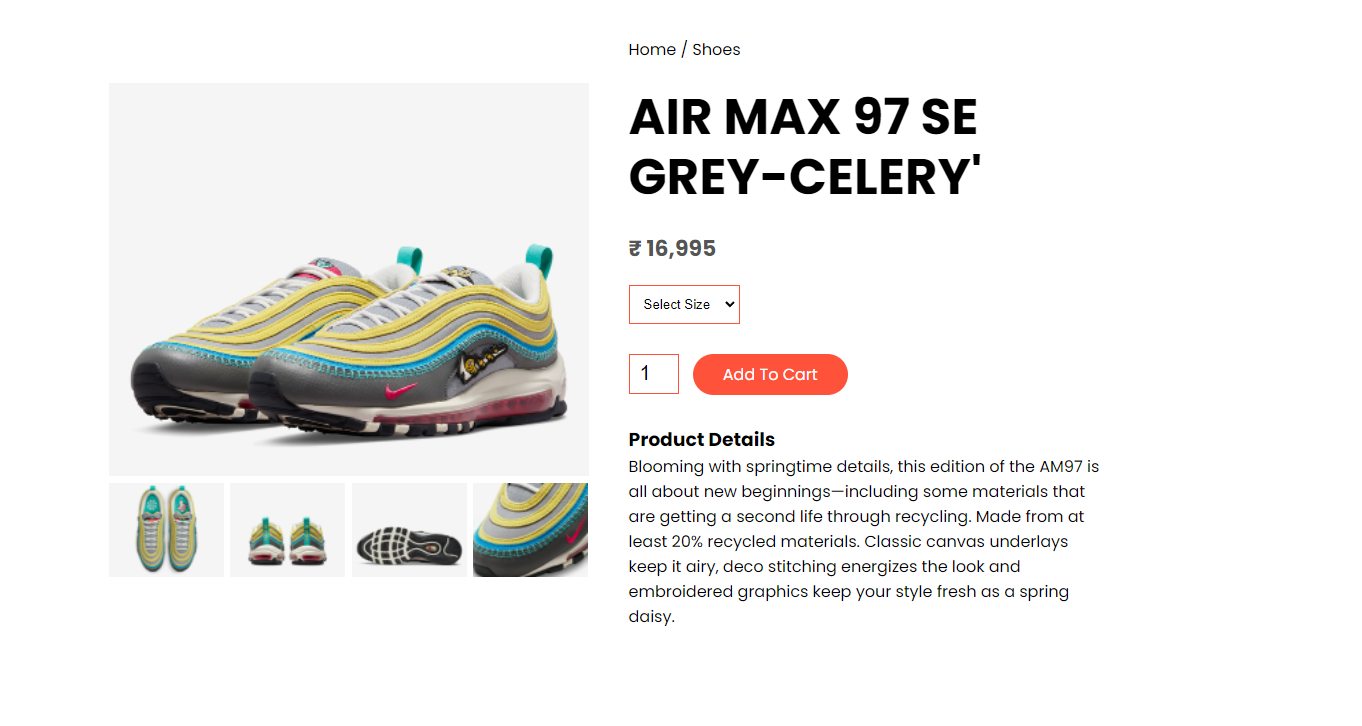 Home / Shoes
AIR MAX 97 SE
GREY-CELERY'
₹ 16,995
Select Size
1
Add To Cart
Product Details
Blooming with springtime details, this edition of the AM97 is
all about new beginnings—including some materials that
are getting a second life through recycling. Made from at
least 20% recycled materials. Classic canvas underlays
keep it airy, deco stitching energizes the look and
embroidered graphics keep your style fresh as a spring
daisy.